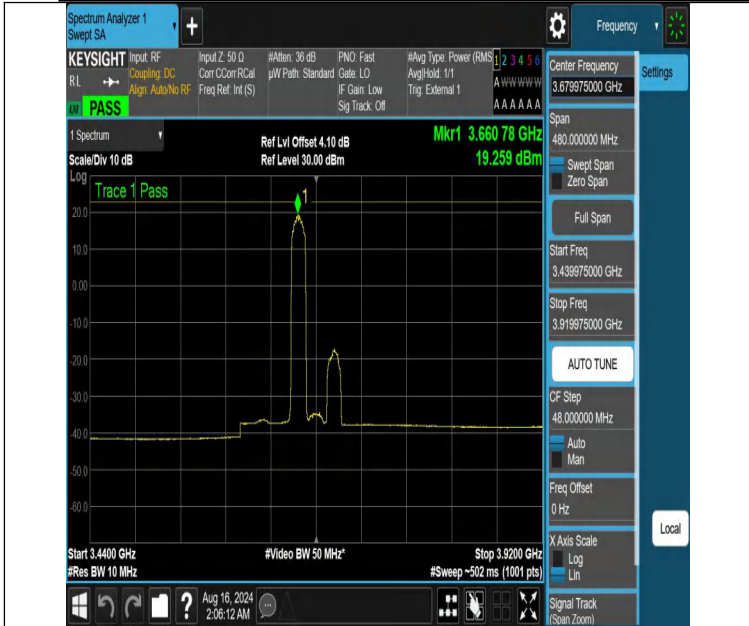 Spectrum Analyzer 1
Swept SA
Frequency
KEYSIGHT
RL
PASS
Input: RF
Coupling: DC
Align: Auto/No RF
Input Z: 50 Ω
Corr CCorr RCal
Freq Ref: Int (S)
#Atten: 36 dB
µW Path: Standard
PNO: Fast
Gate: LO
IF Gain: Low
Sig Track: Off
#Avg Type: Power (RMS
Avg|Hold: 1/1
Trig: External 1
1 2 3 4 5 6
A W W W W W
A A A A A A
1 Spectrum
Scale/Div 10 dB
Ref Lvl Offset 4.10 dB
Ref Level 30.00 dBm
Mkr1 3.660 78 GHz
19.259 dBm
Log
Trace 1 Pass
1
20.0
10.0
0.00
-10.0
-20.0
-30.0
-40.0
-50.0
-60.0
Start 3.4400 GHz
#Res BW 10 MHz
#Video BW 50 MHz*
Stop 3.9200 GHz
#Sweep ~502 ms (1001 pts)
Center Frequency
3.679975000 GHz
Settings
Span
480.000000 MHz
Swept Span
Zero Span
Full Span
Start Freq
3.439975000 GHz
Stop Freq
3.919975000 GHz
AUTO TUNE
CF Step
48.000000 MHz
Auto
Man
Freq Offset
0 Hz
X Axis Scale
Log
Lin
Local
Signal Track
(Span Zoom)
Aug 16, 2024
2:06:12 AM